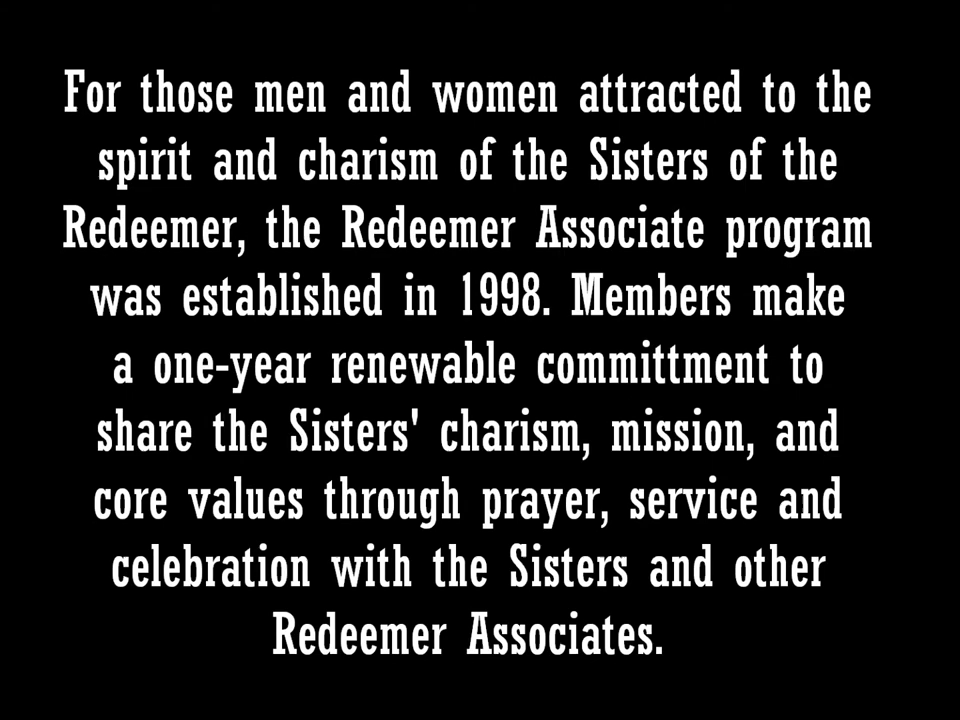 For those men and women attracted to the
spirit and charism of the Sisters of the
Redeemer, the Redeemer Associate program
was established in 1998. Members make
a one-year renewable committment to
share the Sisters' charism, mission, and
core values through prayer, service and
celebration with the Sisters and other
Redeemer Associates.